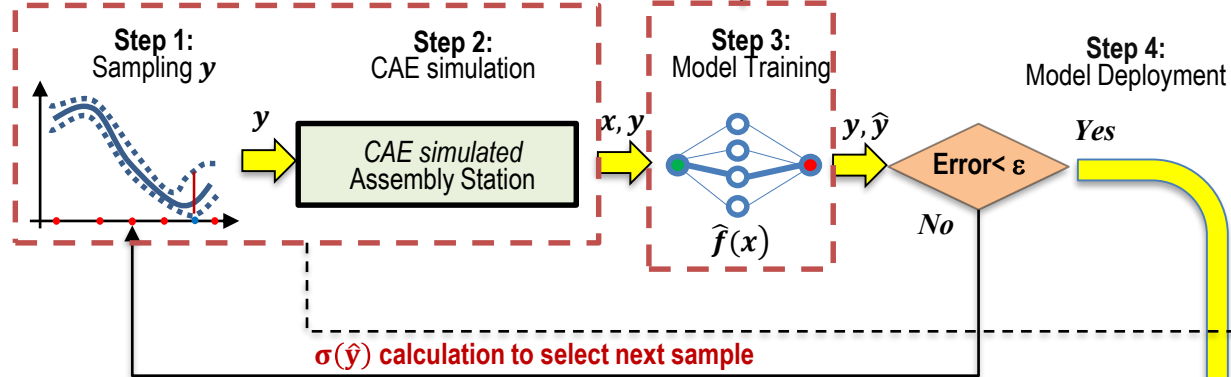 Step 1:
Sampling y
Step 2:
CAE simulation
Step 3:
Model Training
Step 4:
Model Deployment
y
CAE simulated
Assembly Station
x, y
f̂(x)
y, ŷ
Error< ε
Yes
No
σ(ŷ) calculation to select next sample